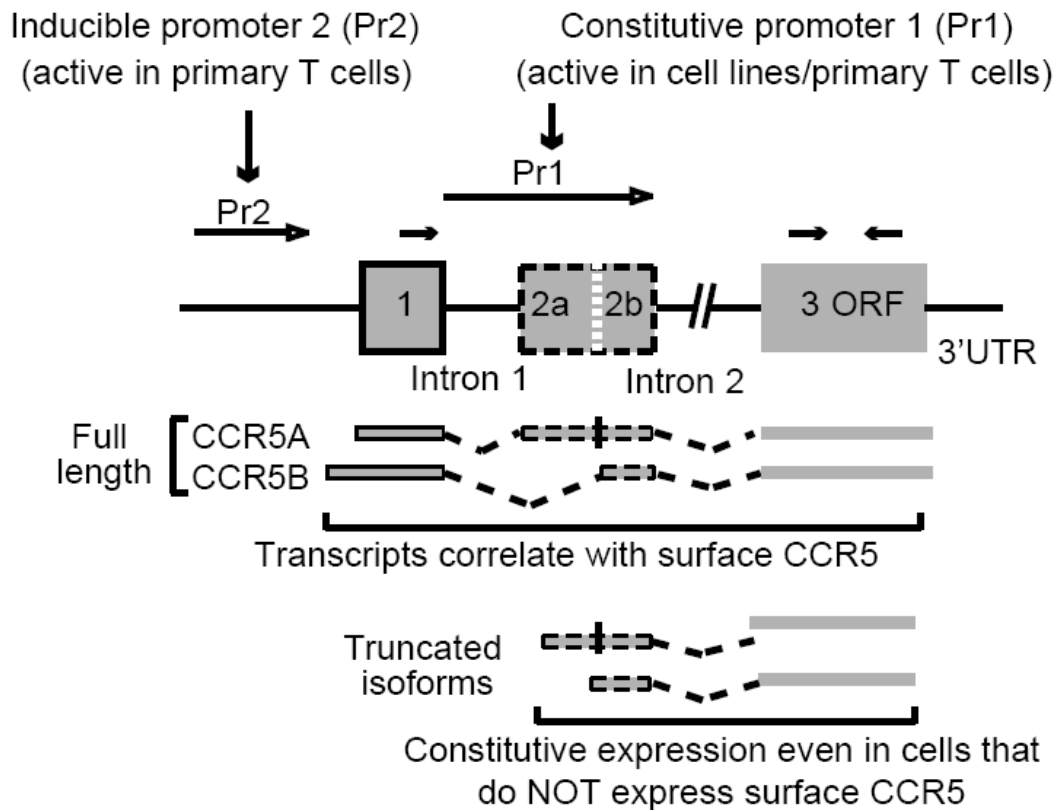 Inducible promoter 2 (Pr2)
(active in primary T cells)
Constitutive promoter 1 (Pr1)
(active in cell lines/primary T cells)
Pr2
Pr1
1
2a
2b
3 ORF
3'UTR
Intron 1
Intron 2
Full
length
CCR5A
CCR5B
Transcripts correlate with surface CCR5
Truncated
isoforms
Constitutive expression even in cells that
do NOT express surface CCR5